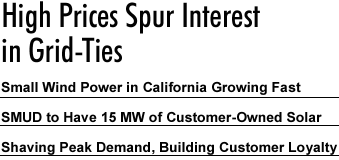 High Prices Spur Interest
in Grid-Ties
Small Wind Power in California Growing Fast
SMUD to Have 15 MW of Customer-Owned Solar
Shaving Peak Demand, Building Customer Loyalty